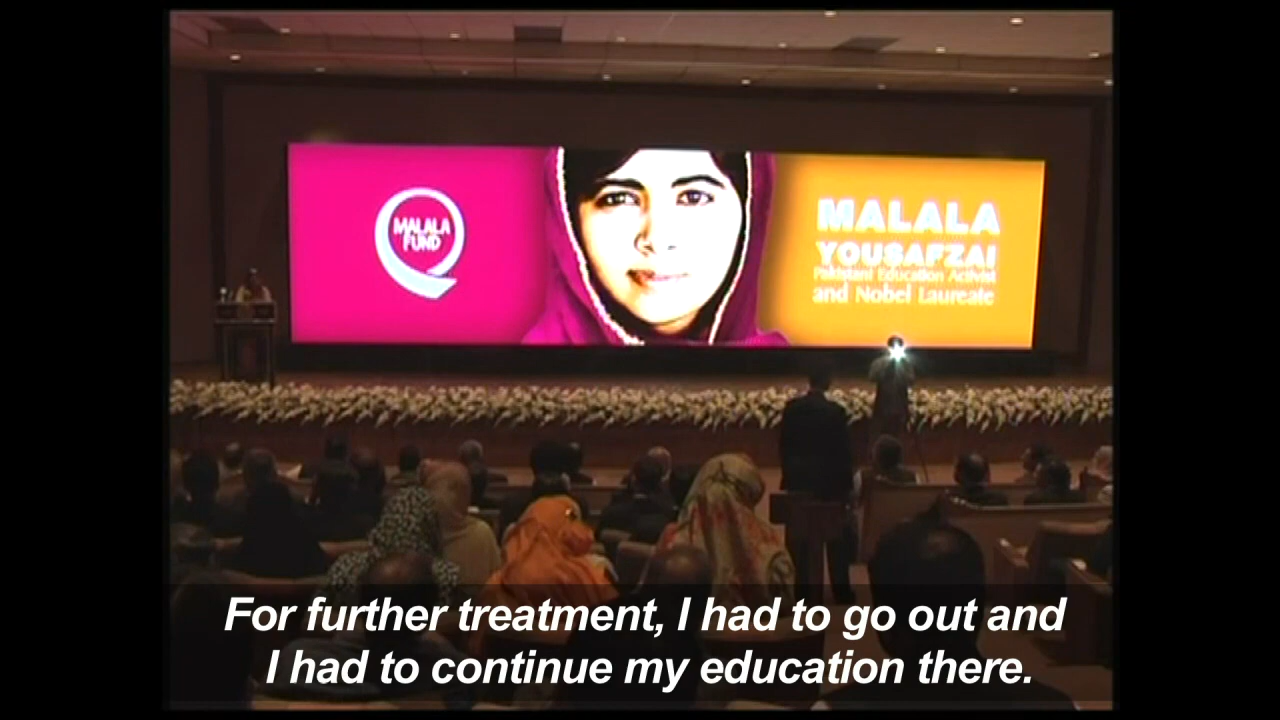 MALALA
FUND
MALALA
YOUSAFZAI
Pakistani Education Activist
and Nobel Laureate
For further treatment, I had to go out and
I had to continue my education there.